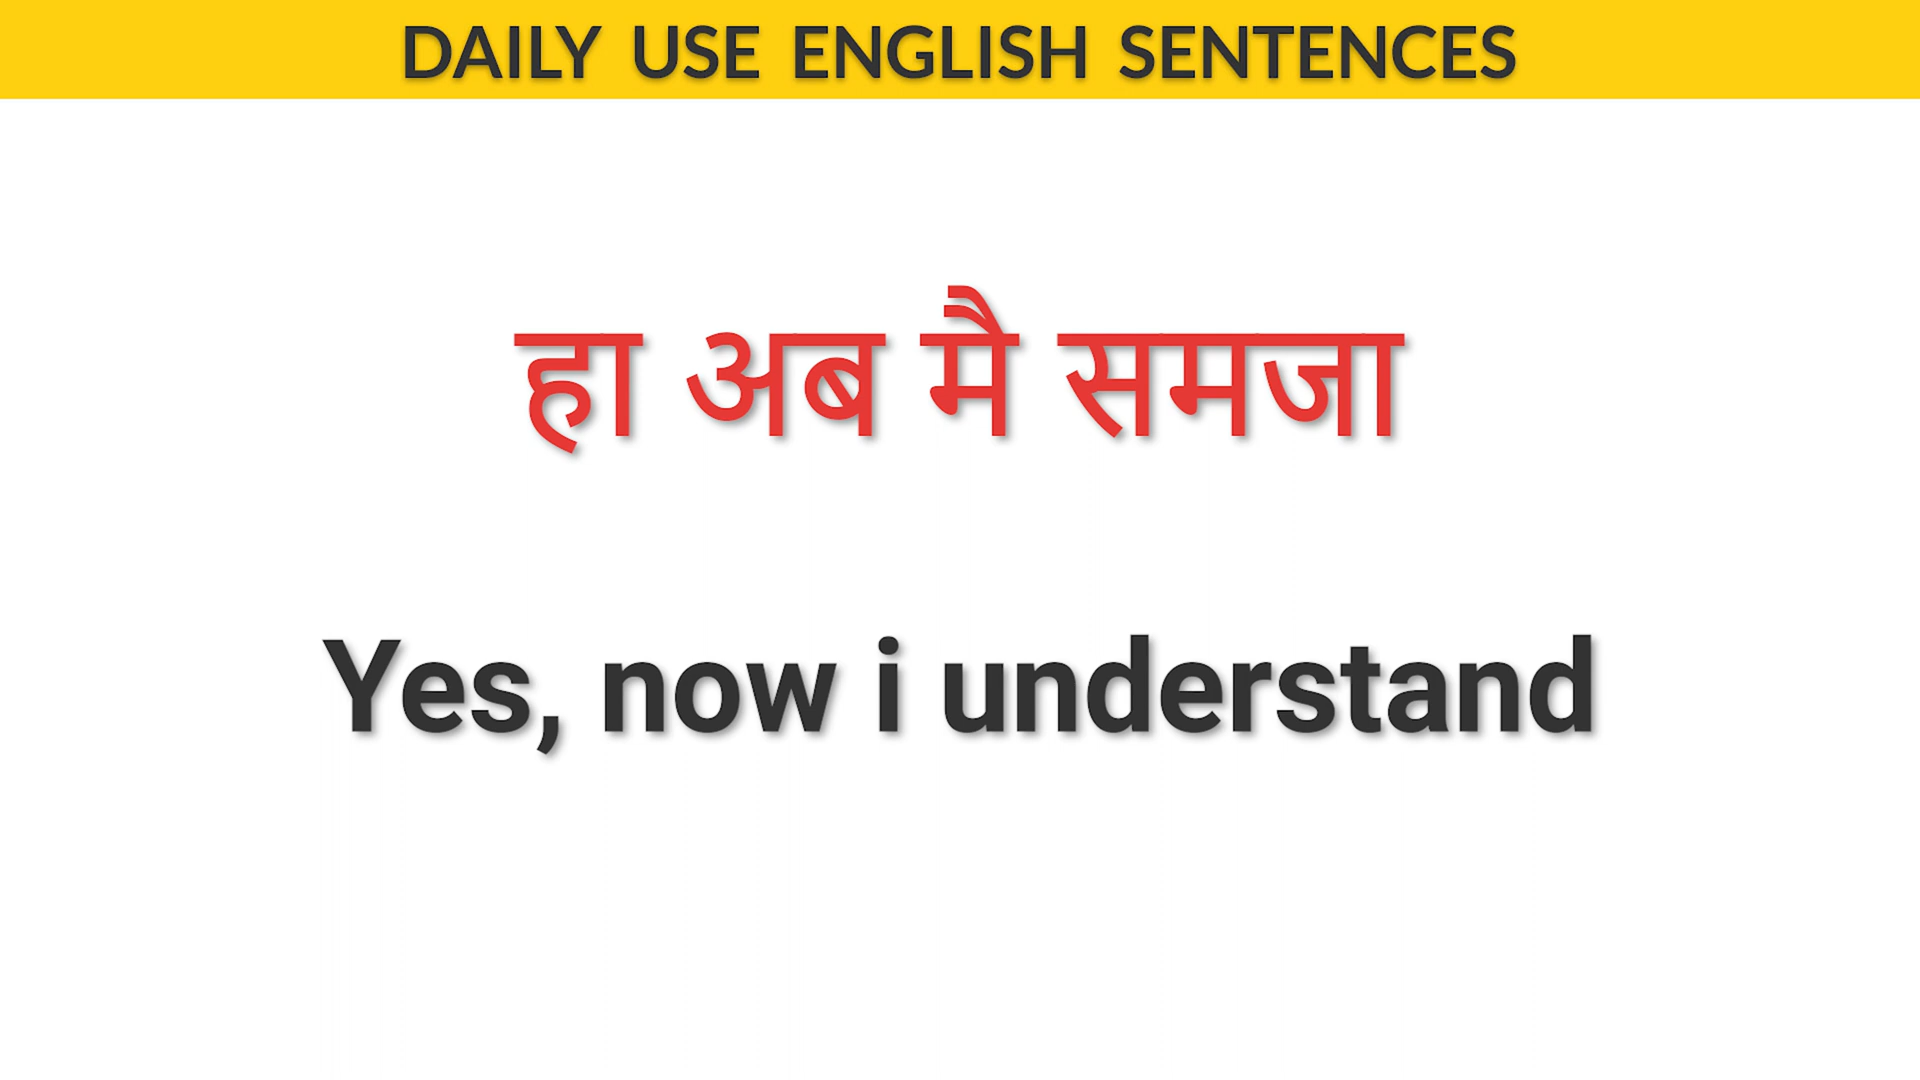 DAILY USE ENGLISH SENTENCES
हा अब मै समजा
Yes, now i understand